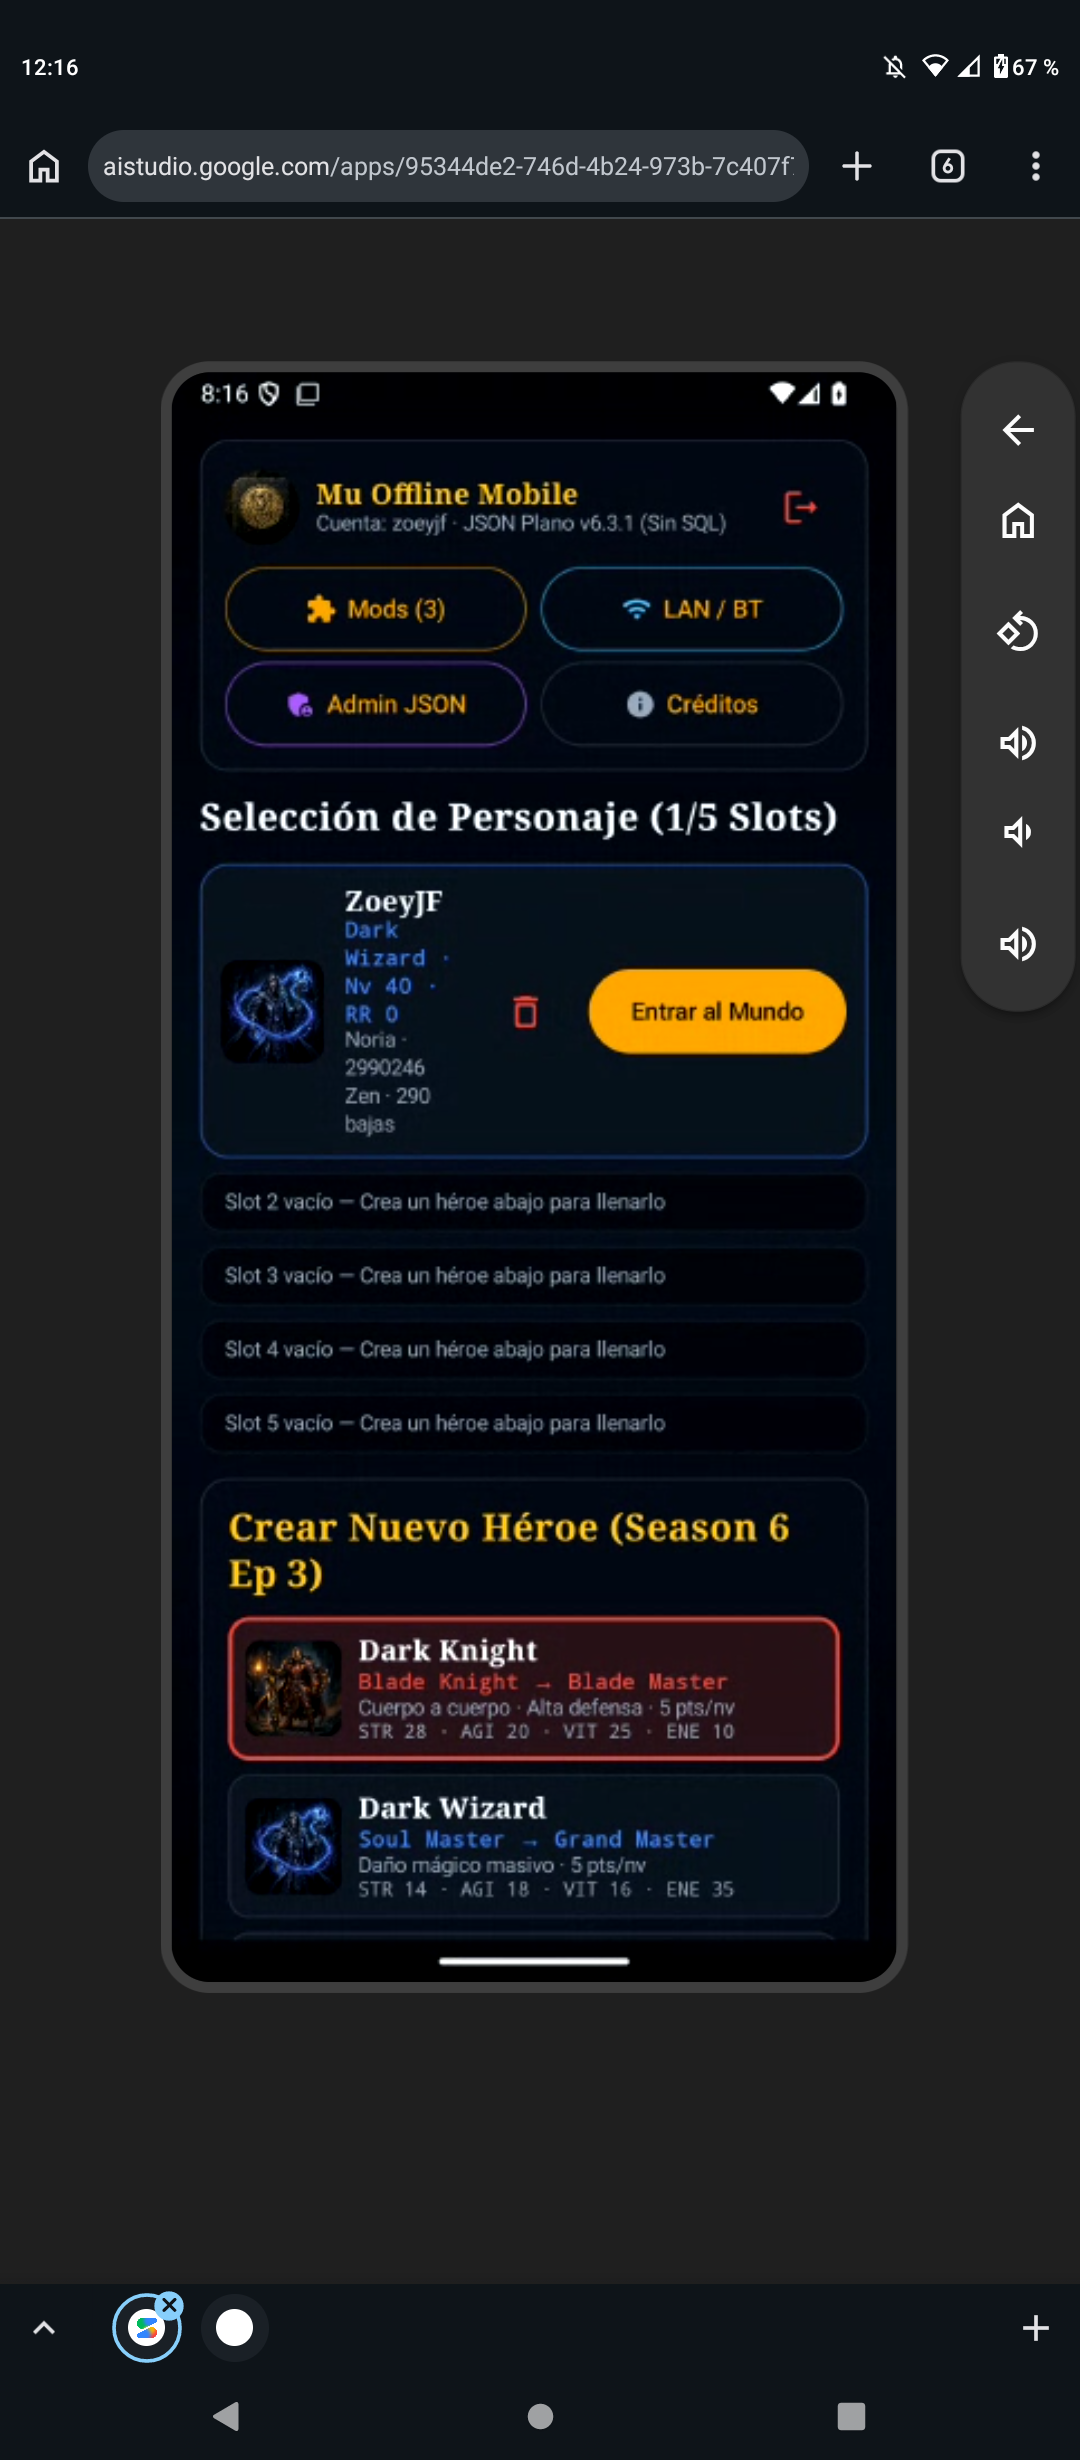 12:16
67 %
aistudio.google.com/apps/95344de2-746d-4b24-973b-7c407f
6
8:16
Mu Offline Mobile
Cuenta: zoeyjf · JSON Plano v6.3.1 (Sin SQL)
Mods (3)
LAN / BT
Admin JSON
Créditos
Selección de Personaje (1/5 Slots)
ZoeyJF
Dark
Wizard ·
Nv 40 ·
RR 0
Noria ·
2990246
Zen · 290
bajas
Entrar al Mundo
Slot 2 vacío — Crea un héroe abajo para llenarlo
Slot 3 vacío — Crea un héroe abajo para llenarlo
Slot 4 vacío — Crea un héroe abajo para llenarlo
Slot 5 vacío — Crea un héroe abajo para llenarlo
Crear Nuevo Héroe (Season 6
Ep 3)
Dark Knight
Blade Knight → Blade Master
Cuerpo a cuerpo · Alta defensa · 5 pts/nv
STR 28 · AGI 20 · VIT 25 · ENE 10
Dark Wizard
Soul Master → Grand Master
Daño mágico masivo · 5 pts/nv
STR 14 · AGI 18 · VIT 16 · ENE 35